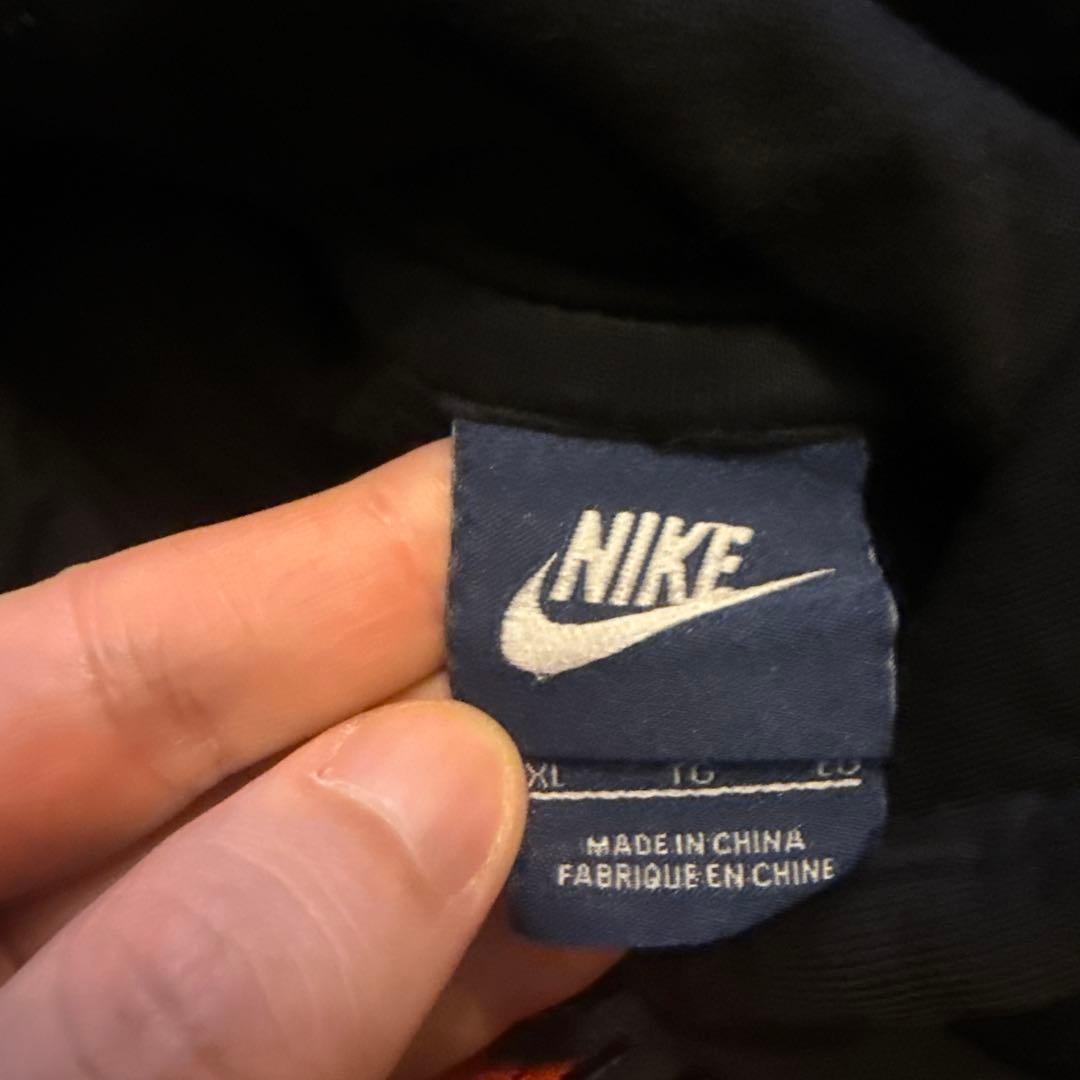 NIKE
XL TG EG
MADE IN CHINA
FABRIQUE EN CHINE